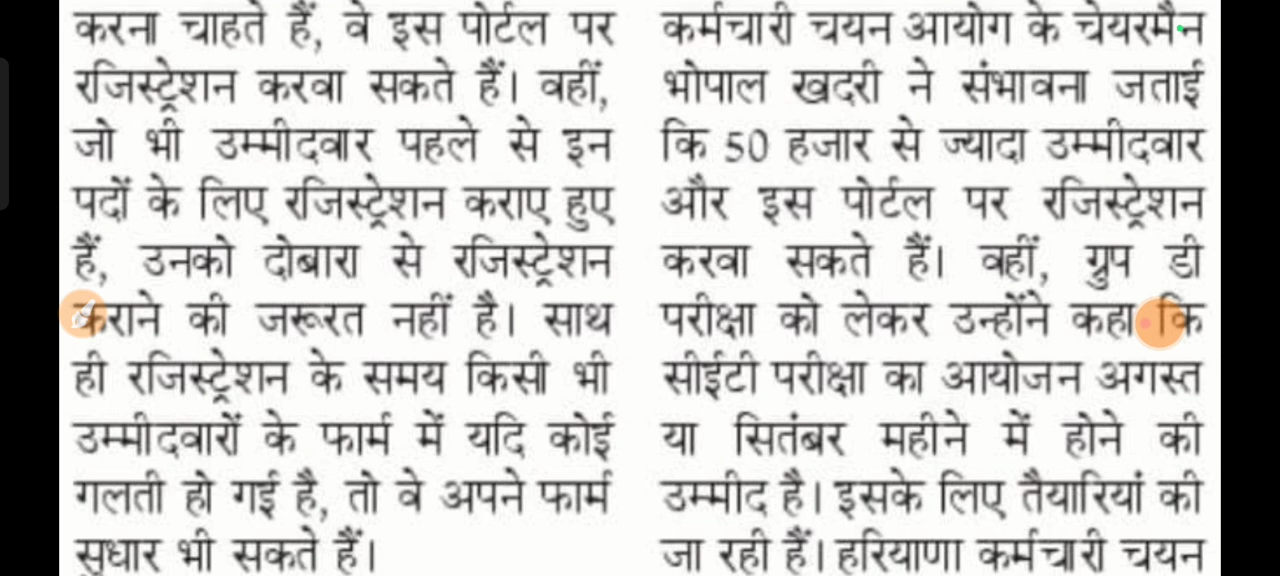 करना चाहते हैं, वे इस पोर्टल पर
रजिस्ट्रेशन करवा सकते हैं। वहीं,
जो भी उम्मीदवार पहले से इन
पदों के लिए रजिस्ट्रेशन कराए हुए
हैं, उनको दोबारा से रजिस्ट्रेशन
कराने की जरूरत नहीं है। साथ
ही रजिस्ट्रेशन के समय किसी भी
उम्मीदवारों के फार्म में यदि कोई
गलती हो गई है, तो वे अपने फार्म
सुधार भी सकते हैं।
कर्मचारी चयन आयोग के चेयरमैन
भोपाल खदरी ने संभावना जताई
कि 50 हजार से ज्यादा उम्मीदवार
और इस पोर्टल पर रजिस्ट्रेशन
करवा सकते हैं। वहीं, ग्रुप डी
परीक्षा को लेकर उन्होंने कहा कि
सीईटी परीक्षा का आयोजन अगस्त
या सितंबर महीने में होने की
उम्मीद है। इसके लिए तैयारियां की
जा रही हैं। हरियाणा कर्मचारी चयन